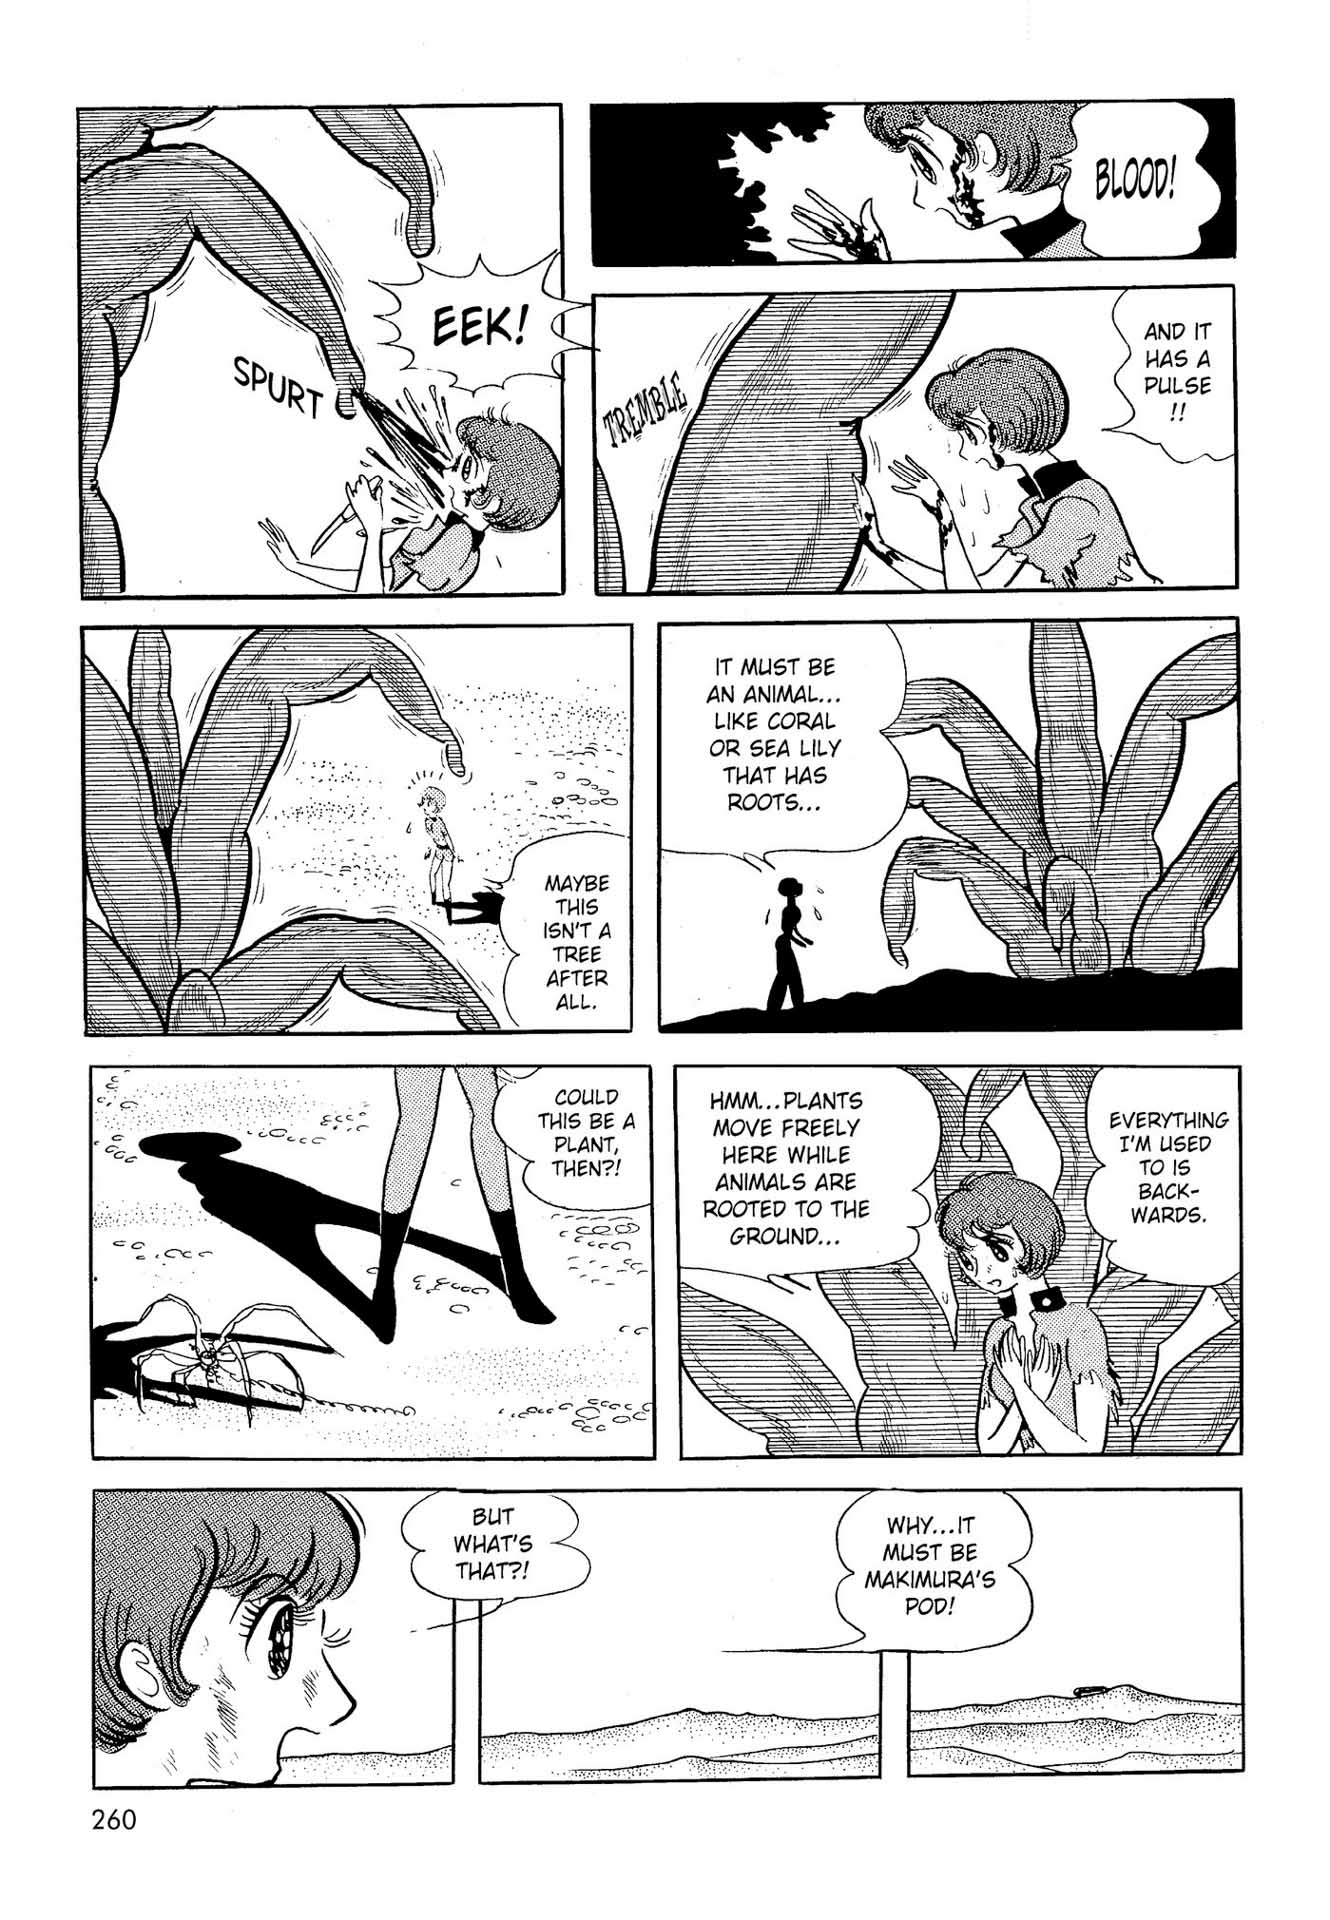 SPURT
EEK!
BLOOD!
TREMBLE
AND IT
HAS A
PULSE
!!
MAYBE
THIS
ISN'T A
TREE
AFTER
ALL.
IT MUST BE
AN ANIMAL...
LIKE CORAL
OR SEA LILY
THAT HAS
ROOTS...
COULD
THIS BE A
PLANT,
THEN?!
HMM...PLANTS
MOVE FREELY
HERE WHILE
ANIMALS ARE
ROOTED TO THE
GROUND...
EVERYTHING
I'M USED
TO IS
BACK-
WARDS.
BUT
WHAT'S
THAT?!
WHY...IT
MUST BE
MAKIMURA'S
POD!
260